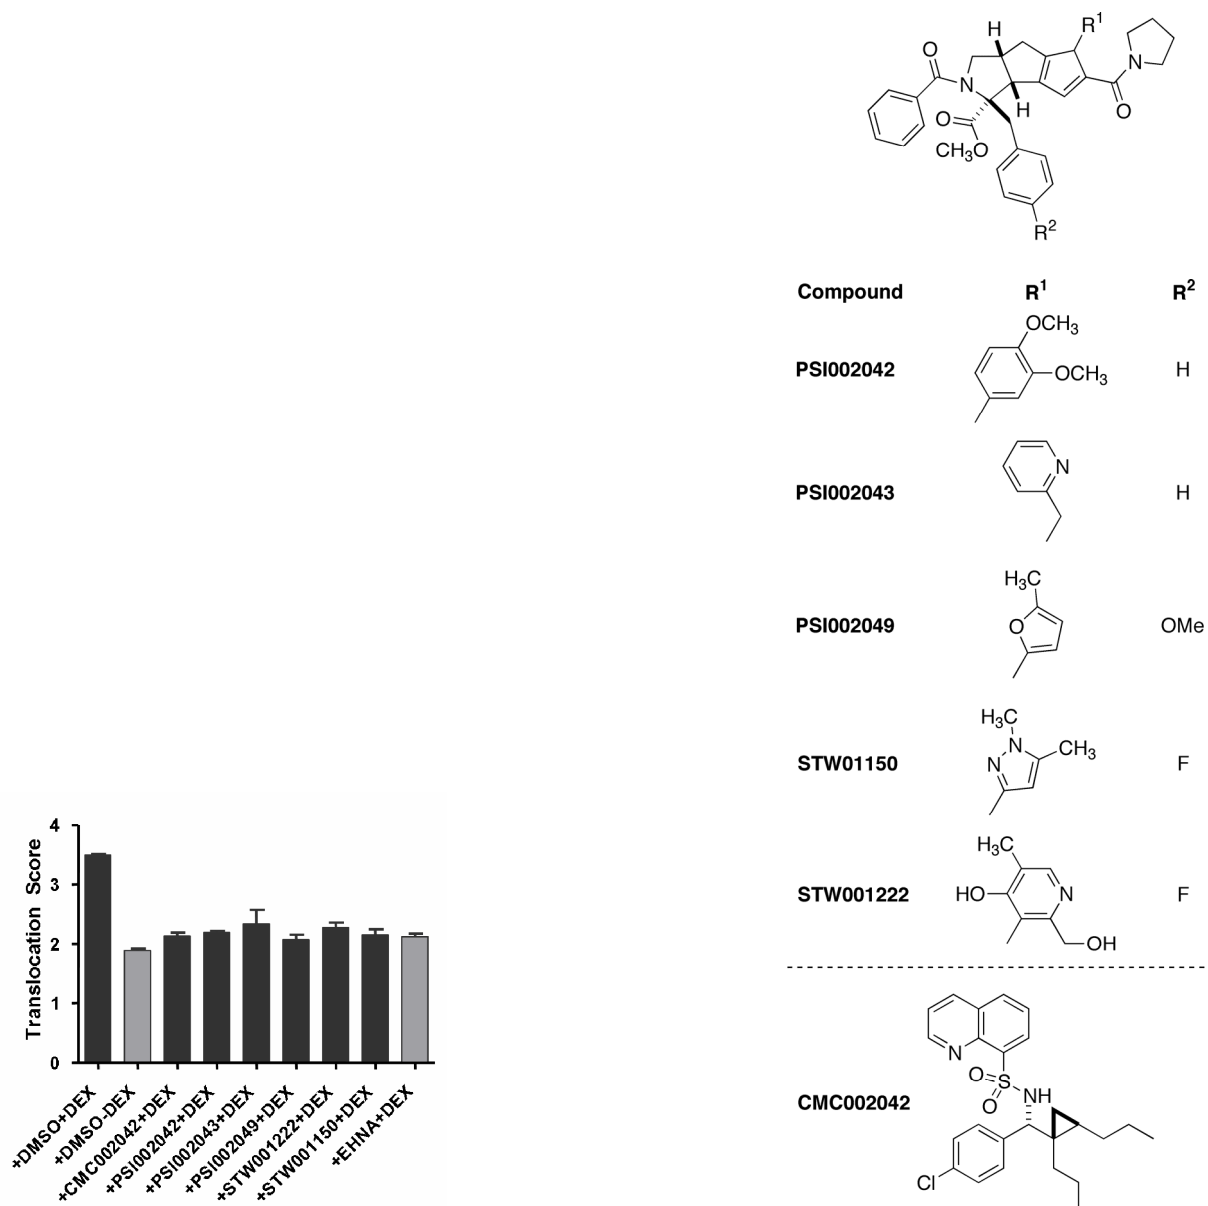 R1
H
O
N
N
O
H
O
O
CH3O
R2
Compound R1 R2
OCH3
PSI002042 OCH3 H
N
PSI002043 H
H3C
PSI002049 O OMe
H3C
N CH3
STW01150 N F
H3C
STW001222 HO N F
OH
N
O
S NH
CMC002042 O
Cl
Translocation Score
4
3
2
1
0
+DMSO+DEX
+DMSO-DEX
+CMC002042+DEX
+PSI002042+DEX
+PSI002043+DEX
+PSI002049+DEX
+STW001222+DEX
+STW001150+DEX
+EHNA+DEX